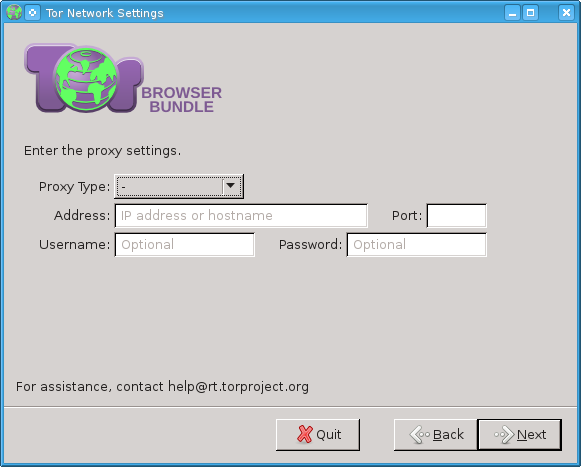 Tor Network Settings
Tor BROWSER
BUNDLE
Enter the proxy settings.
Proxy Type: -
Address: IP address or hostname Port:
Username: Optional Password: Optional
For assistance, contact help@rt.torproject.org
Quit Back Next